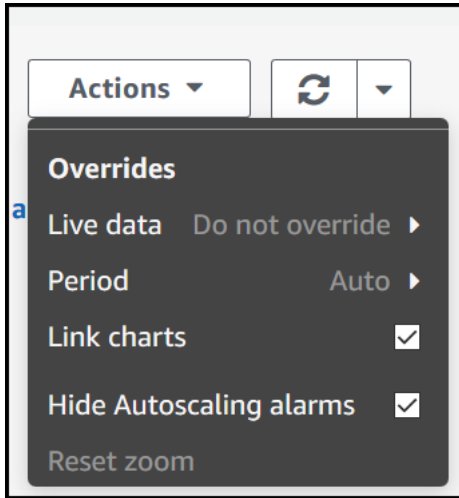 Actions
Overrides
a
Live data Do not override
Period Auto
Link charts
Hide Autoscaling alarms
Reset zoom